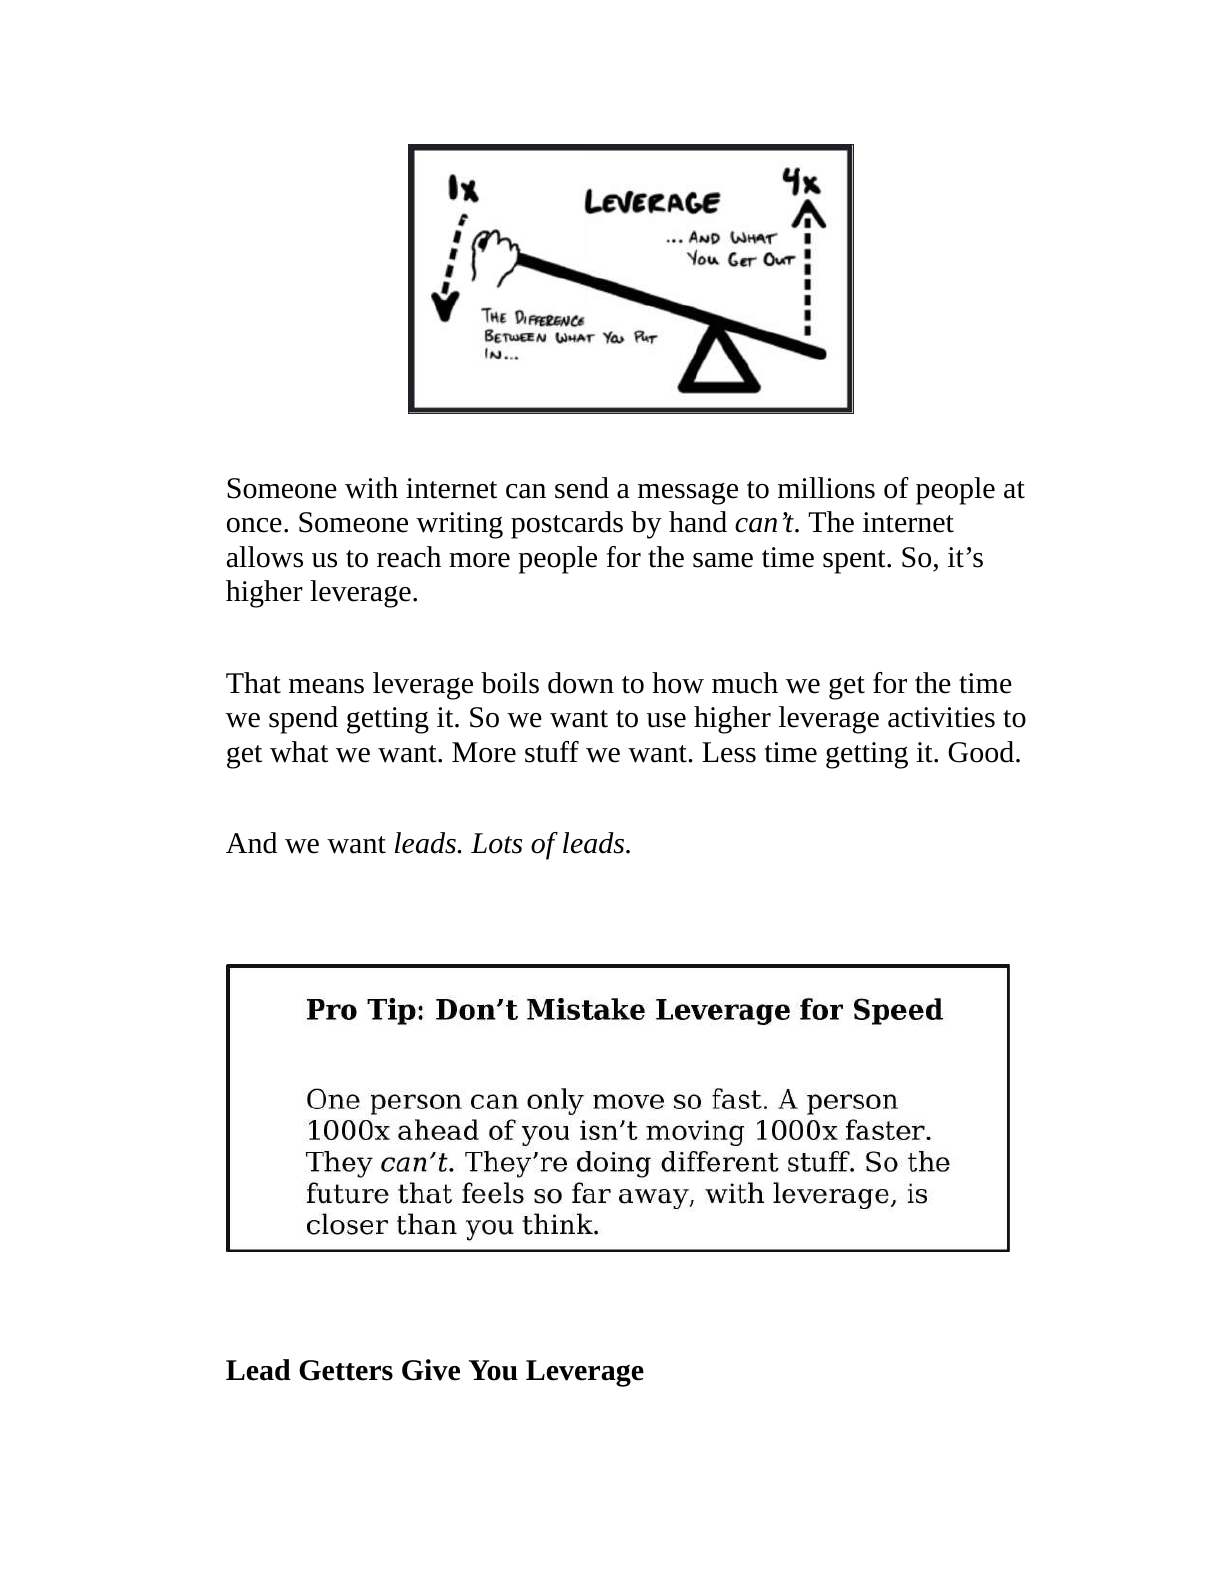 1x
LEVERAGE
4x
... AND WHAT
YOU GET OUT
THE DIFFERENCE
BETWEEN WHAT YOU PUT
IN...
Someone with internet can send a message to millions of people at
once. Someone writing postcards by hand can’t. The internet
allows us to reach more people for the same time spent. So, it’s
higher leverage.
That means leverage boils down to how much we get for the time
we spend getting it. So we want to use higher leverage activities to
get what we want. More stuff we want. Less time getting it. Good.
And we want leads. Lots of leads.
Pro Tip: Don’t Mistake Leverage for Speed
One person can only move so fast. A person
1000x ahead of you isn’t moving 1000x faster.
They can’t. They’re doing different stuff. So the
future that feels so far away, with leverage, is
closer than you think.
Lead Getters Give You Leverage